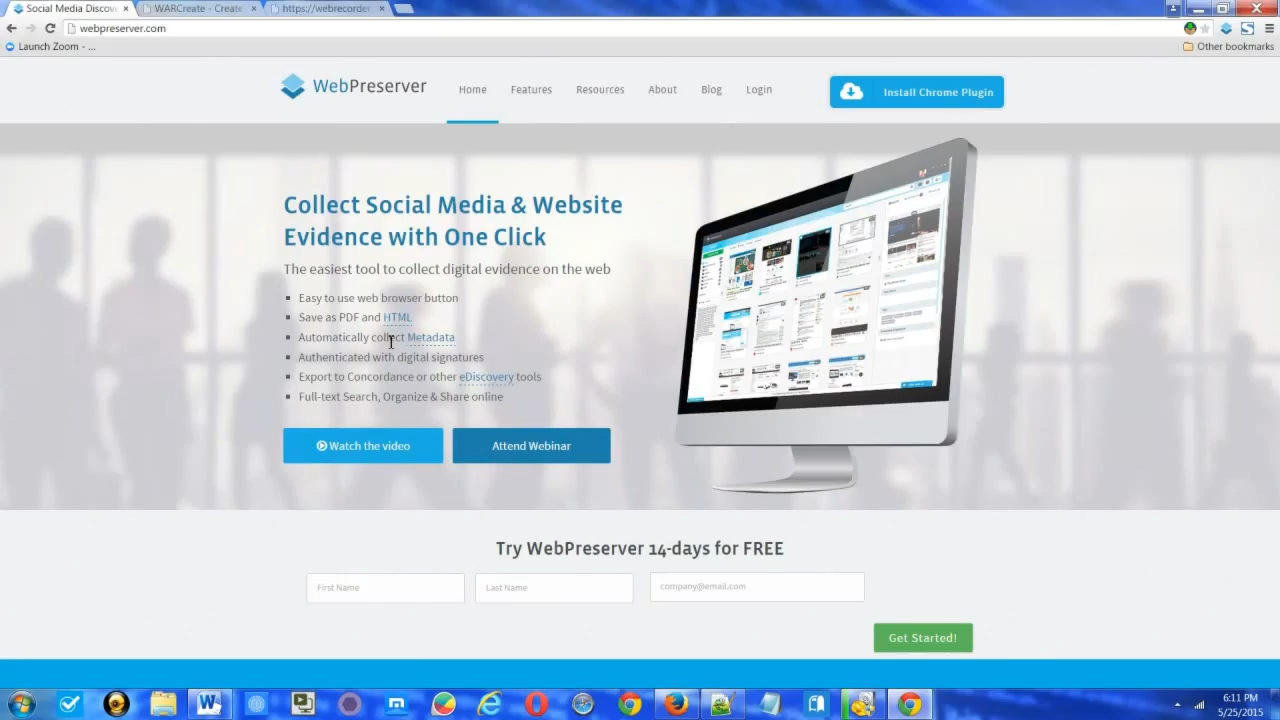 Social Media Discov
WARCreate - Create
https://webrecorder
webpreserver.com
Launch Zoom - ...
Other bookmarks
WebPreserver
Home
Features
Resources
About
Blog
Login
Install Chrome Plugin
Collect Social Media & Website
Evidence with One Click
The easiest tool to collect digital evidence on the web
Easy to use web browser button
Save as PDF and HTML
Automatically collect Metadata
Authenticated with digital signatures
Export to Concordance or other eDiscovery tools
Full-text Search, Organize & Share online
Watch the video
Attend Webinar
Try WebPreserver 14-days for FREE
First Name
Last Name
company@email.com
Get Started!
6:11 PM
5/25/2015